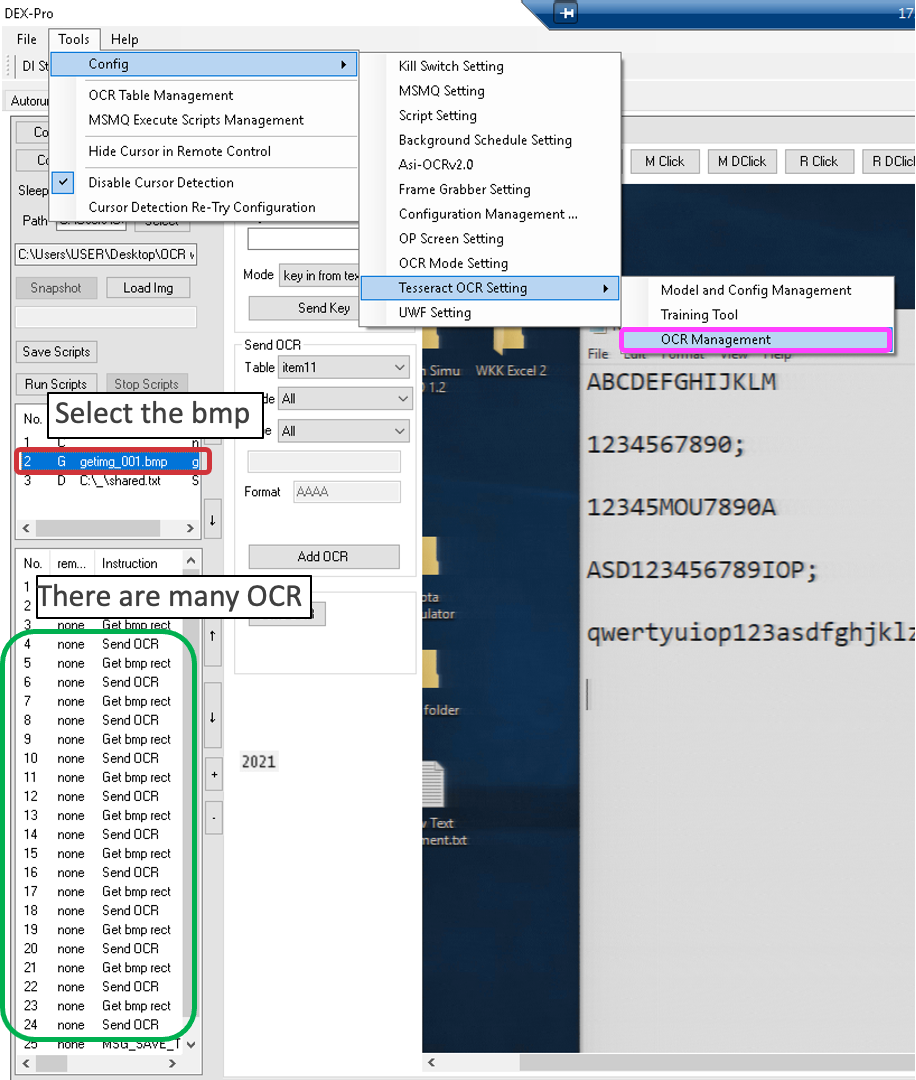 DEX-Pro
17
File Tools Help
DI St
Config
OCR Table Management
MSMQ Execute Scripts Management
Hide Cursor in Remote Control
Disable Cursor Detection
Cursor Detection Re-Try Configuration
Kill Switch Setting
MSMQ Setting
Script Setting
Background Schedule Setting
Asi-OCRv2.0
Frame Grabber Setting
Configuration Management ...
OP Screen Setting
OCR Mode Setting
Tesseract OCR Setting
UWF Setting
Model and Config Management
Training Tool
OCR Management
Autorun
Co
Co
M Click M DClick R Click R DClick
Sleep
Path
Select
C:\Users\USER\Desktop\OCR
Snapshot Load Img
Save Scripts
Run Scripts Stop Scripts
Select the bmp
No.
1 C
2 G getimg_001.bmp g
3 D C:\_\shared.txt S
Mode key in from tex
Send Key
Send OCR
Table item11
All
All
Format AAAA
Add OCR
No. rem... Instruction
1
2
There are many OCR
3 none Get bmp rect
4 none Send OCR
5 none Get bmp rect
6 none Send OCR
7 none Get bmp rect
8 none Send OCR
9 none Get bmp rect
10 none Send OCR
11 none Get bmp rect
12 none Send OCR
13 none Get bmp rect
14 none Send OCR
15 none Get bmp rect
16 none Send OCR
17 none Get bmp rect
18 none Send OCR
19 none Get bmp rect
20 none Send OCR
21 none Get bmp rect
22 none Send OCR
23 none Get bmp rect
24 none Send OCR
25 none MSG_SAVE_T
+
-
2021
Simu
1.2
WKK Excel 2
ota
ulator
folder
Text
ment.txt
File Edit Format View Help
ABCDEFGHIJKLM
1234567890;
12345MOU7890A
ASD123456789IOP;
qwertyuiop123asdfghjklz